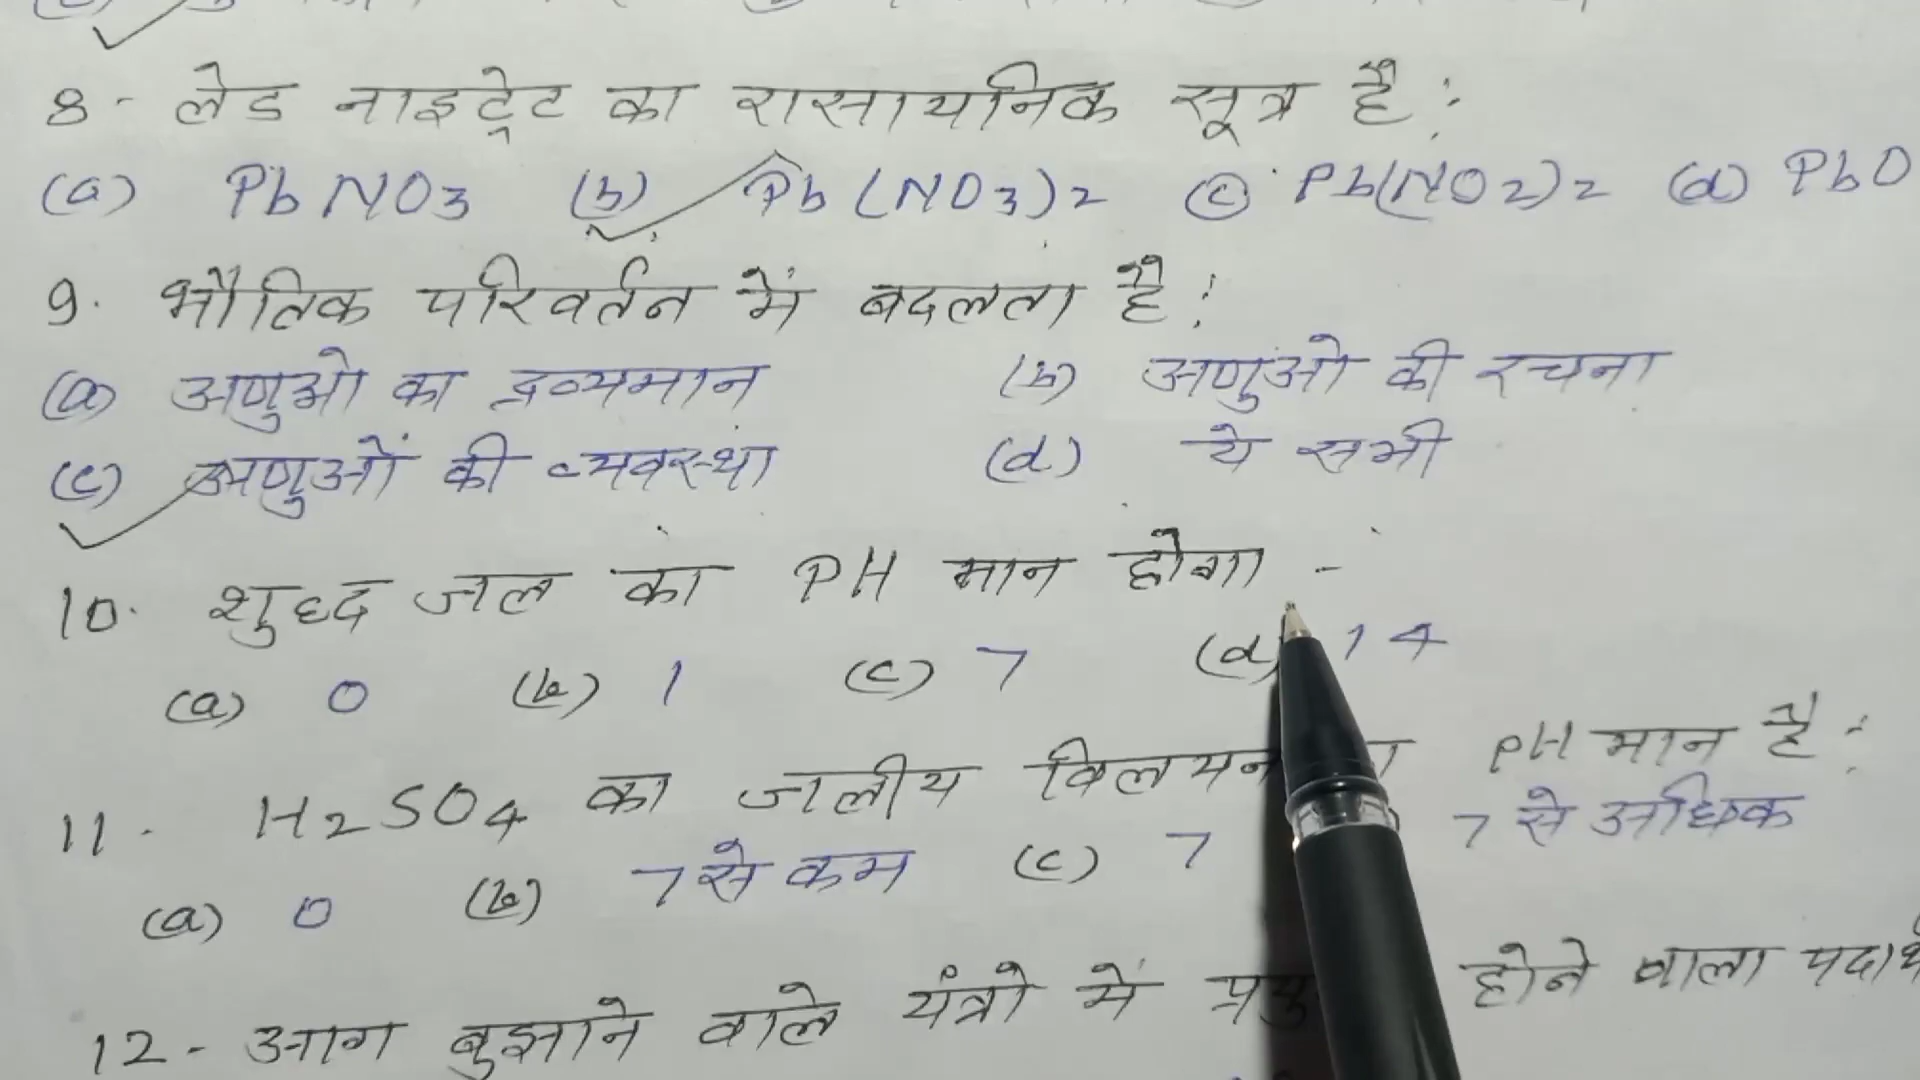 8- लेड नाइट्रेट का रासायनिक सूत्र है :-
(a) PbNO3 (b) Pb(NO3)2 (c) Pb(NO2)2 (d) PbO
9. भौतिक परिवर्तन में बदलता है :
(a) अणुओ का द्रव्यमान (b) अणुओ की रचना
(c) अणुओं की व्यवस्था (d) ये सभी
10. शुध्द जल का PH मान होगा -
(a) 0 (b) 1 (c) 7 (d) 14
11. H2SO4 का जलीय विलयन PH मान है :
(a) 0 (b) 7 से कम (c) 7 7 से अधिक
12- आग बुझाने वाले यंत्रो में होने वाला पदार्थ